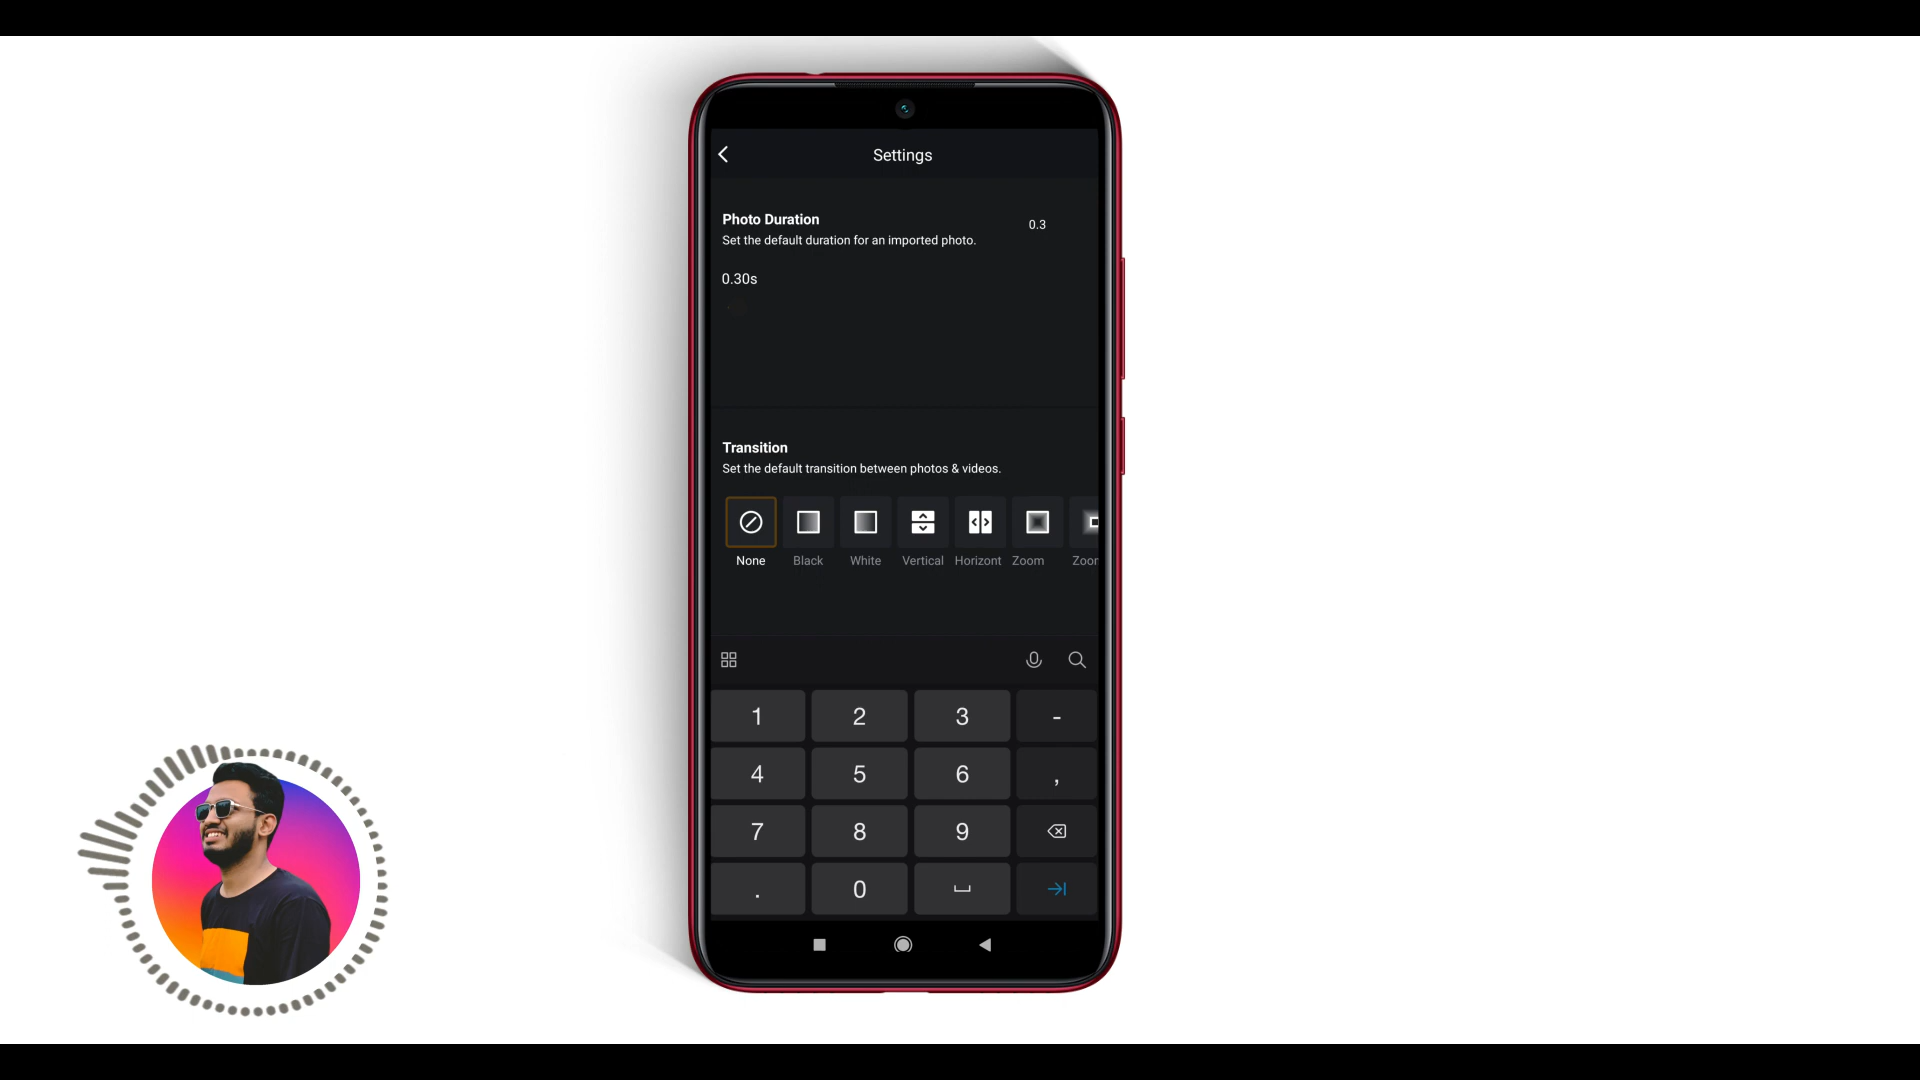 Settings
Photo Duration
0.3
Set the default duration for an imported photo.
0.30s
Transition
Set the default transition between photos & videos.
None Black White Vertical Horizont Zoom Zoor
1 2 3 -
4 5 6 ,
7 8 9
. 0